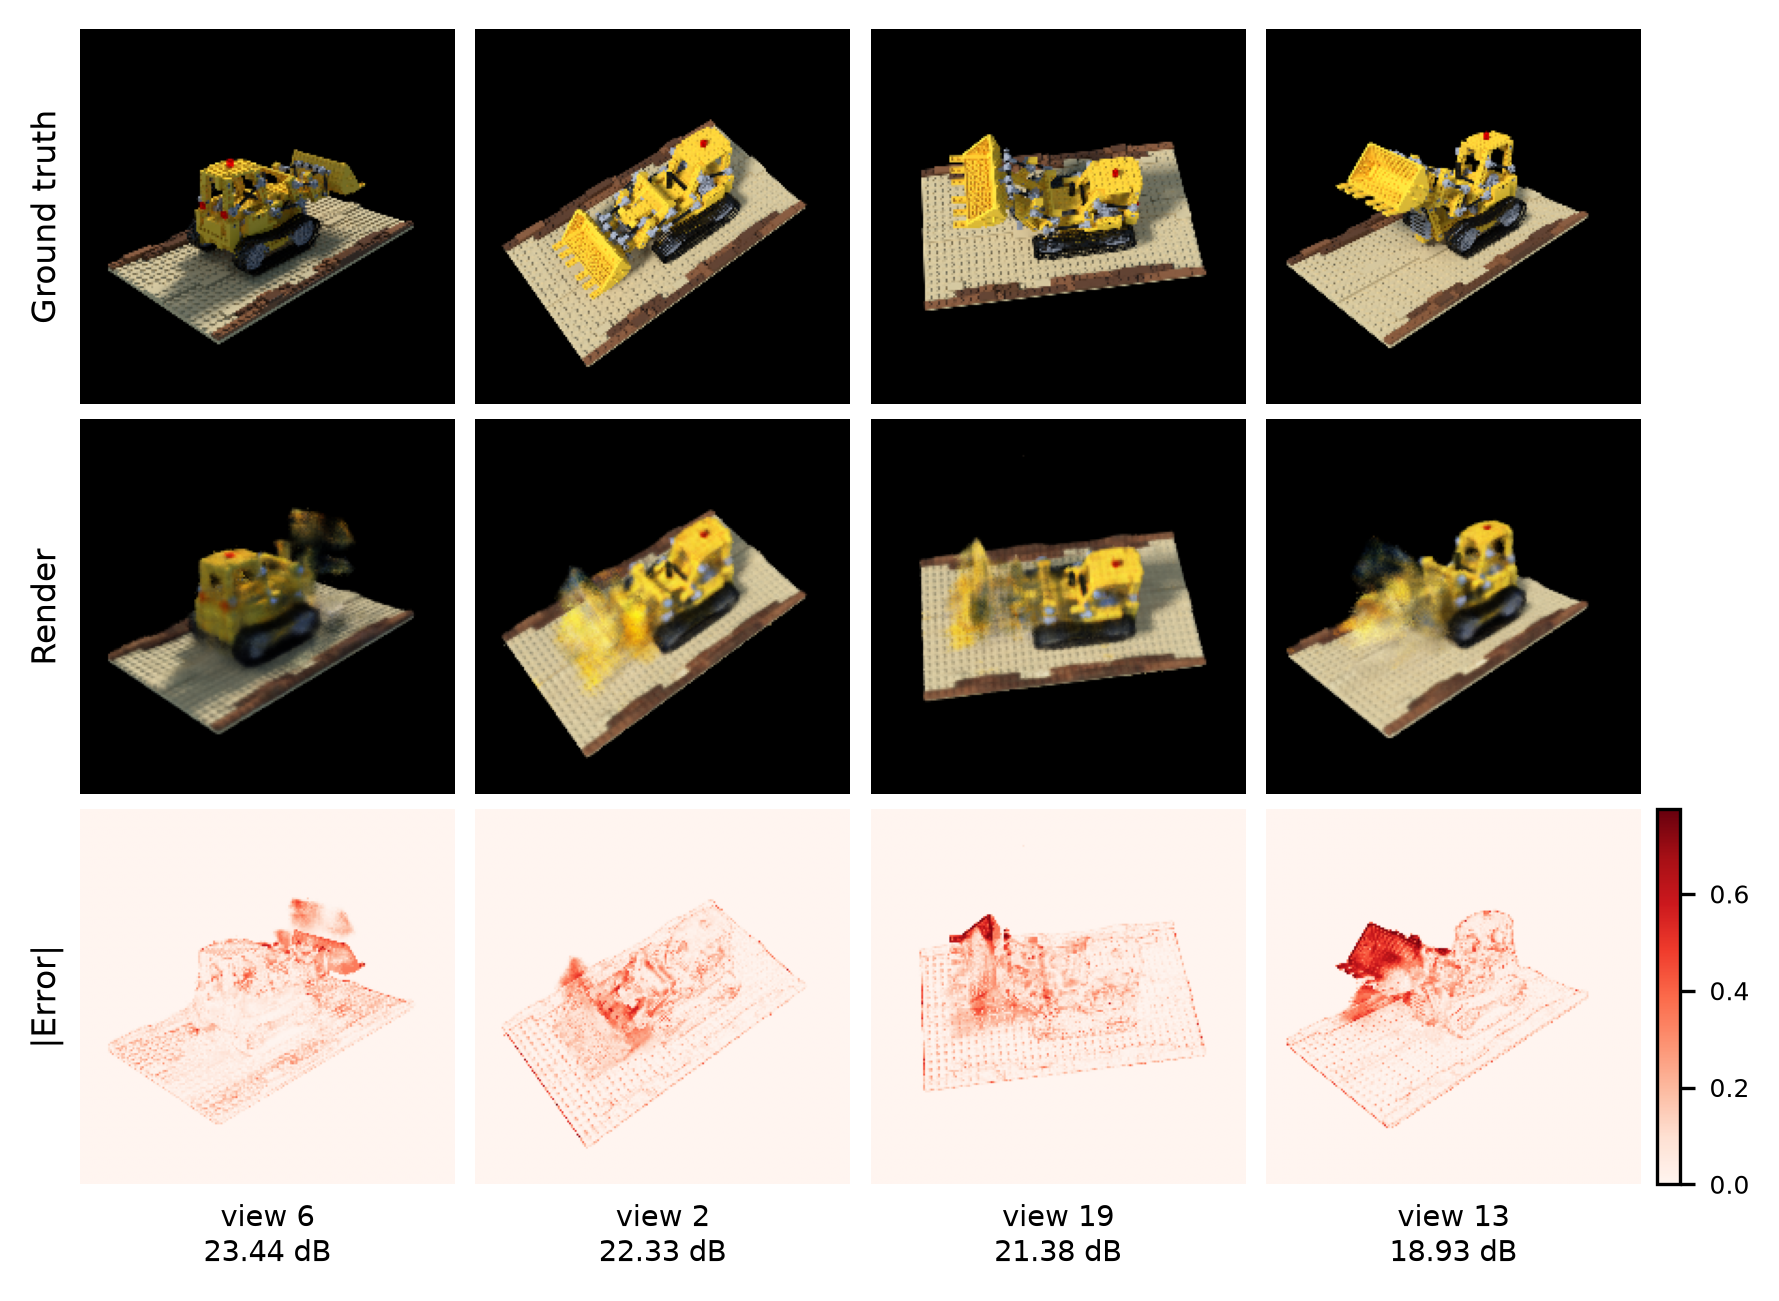 Ground truth
Render
|Error|
0.6
0.4
0.2
0.0
view 6
23.44 dB
view 2
22.33 dB
view 19
21.38 dB
view 13
18.93 dB